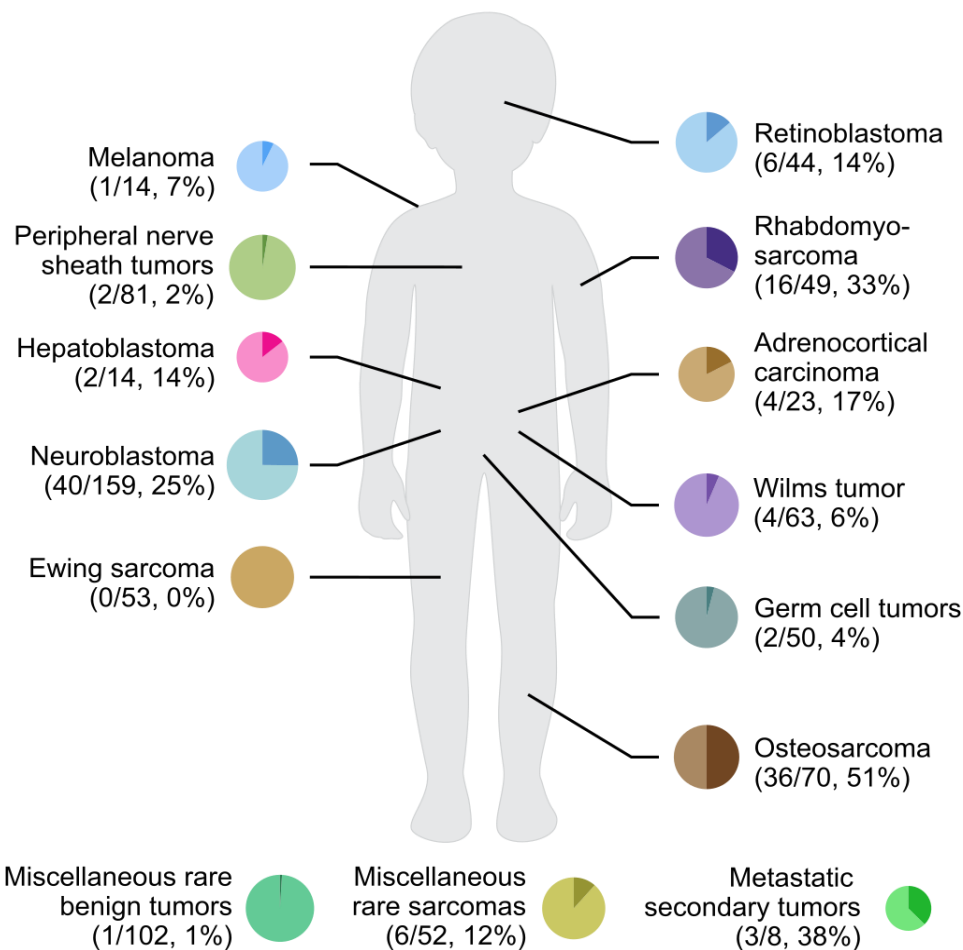 Melanoma
(1/14, 7%)
Peripheral nerve
sheath tumors
(2/81, 2%)
Hepatoblastoma
(2/14, 14%)
Neuroblastoma
(40/159, 25%)
Ewing sarcoma
(0/53, 0%)
Retinoblastoma
(6/44, 14%)
Rhabdomyo-
sarcoma
(16/49, 33%)
Adrenocortical
carcinoma
(4/23, 17%)
Wilms tumor
(4/63, 6%)
Germ cell tumors
(2/50, 4%)
Osteosarcoma
(36/70, 51%)
Miscellaneous rare
benign tumors
(1/102, 1%)
Miscellaneous
rare sarcomas
(6/52, 12%)
Metastatic
secondary tumors
(3/8, 38%)